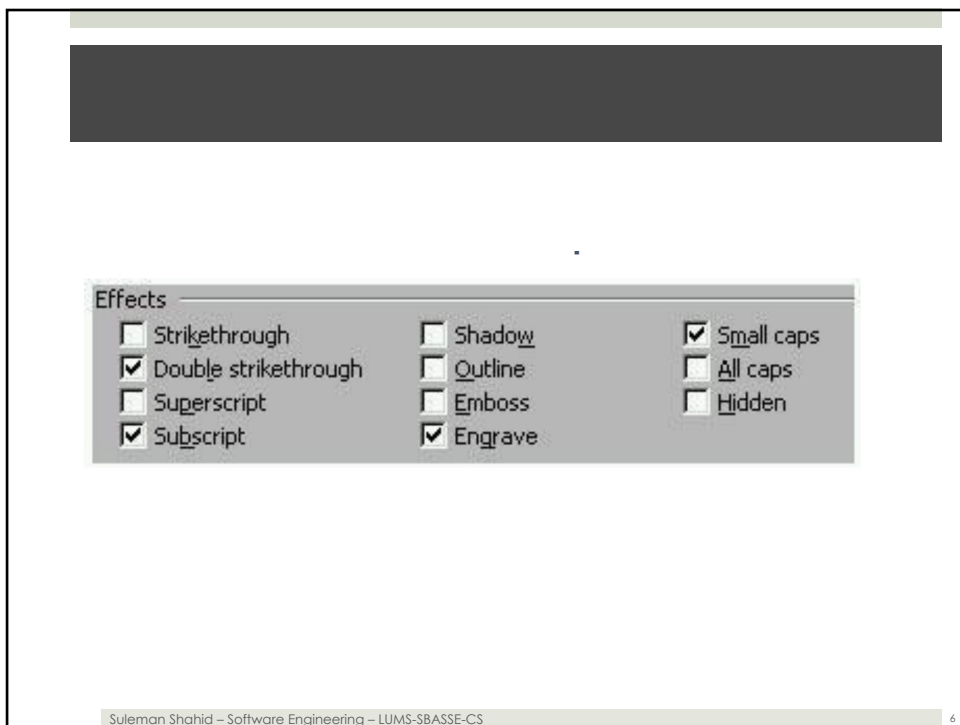 Effects
Strikethrough Shadow Small caps
Double strikethrough Outline All caps
Superscript Emboss Hidden
Subscript Engrave
Suleman Shahid – Software Engineering – LUMS-SBASSE-CS 6